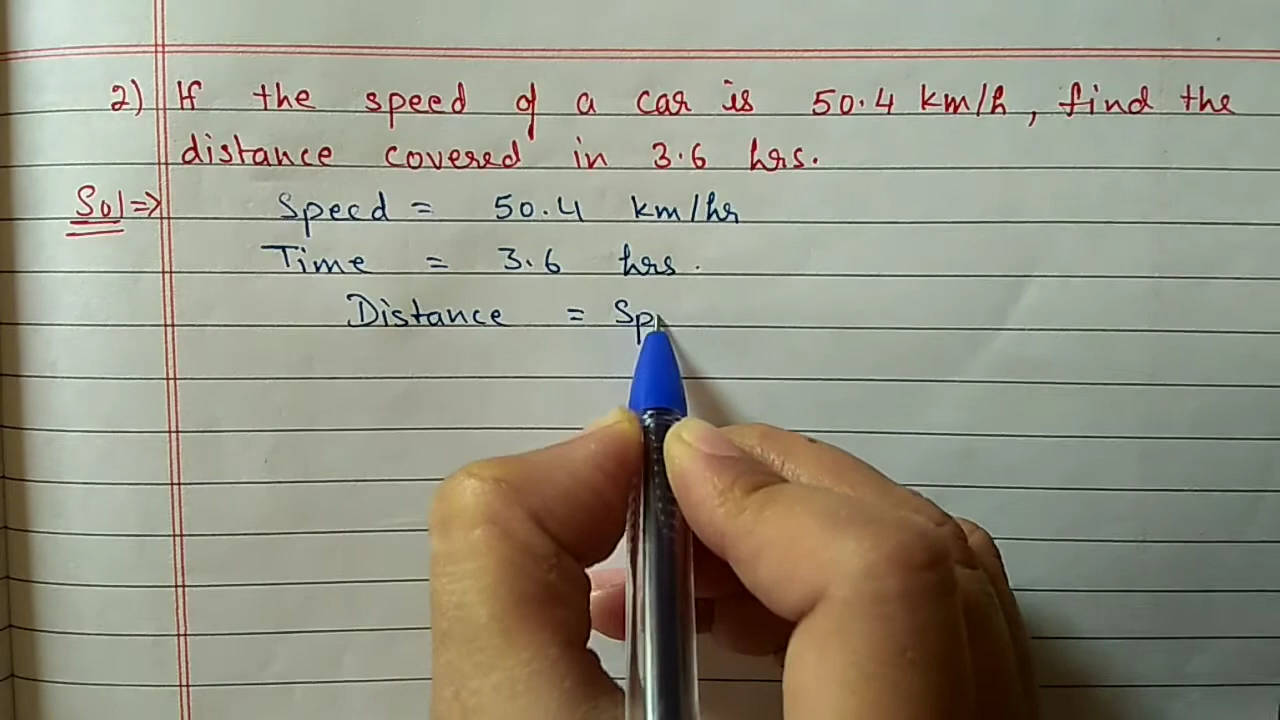 2) If the speed of a car is 50.4 km/h, find the
distance covered in 3.6 hrs.
Sol⇒ Speed = 50.4 km/hr
Time = 3.6 hrs.
Distance = Sp